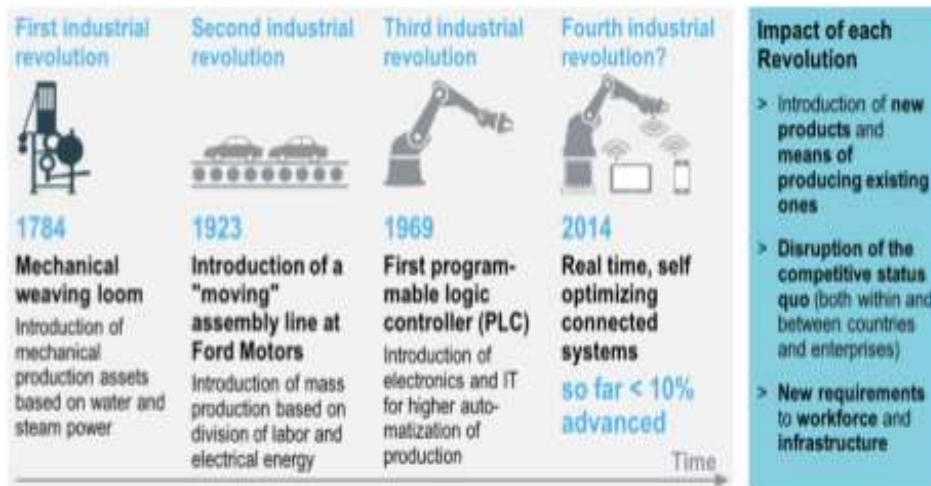 First industrial
revolution
1784
Mechanical
weaving loom
Introduction of
mechanical
production assets
based on water and
steam power
Second industrial
revolution
1923
Introduction of a
"moving"
assembly line at
Ford Motors
Introduction of mass
production based on
division of labor and
electrical energy
Third industrial
revolution
1969
First program-
mable logic
controller (PLC)
Introduction of
electronics and IT
for higher auto-
matization of
production
Fourth industrial
revolution?
2014
Real time, self
optimizing
connected
systems
so far < 10%
advanced
Time
Impact of each
Revolution
> Introduction of new
products and
means of
producing existing
ones
> Disruption of the
competitive status
quo (both within and
between countries
and enterprises)
> New requirements
to workforce and
infrastructure